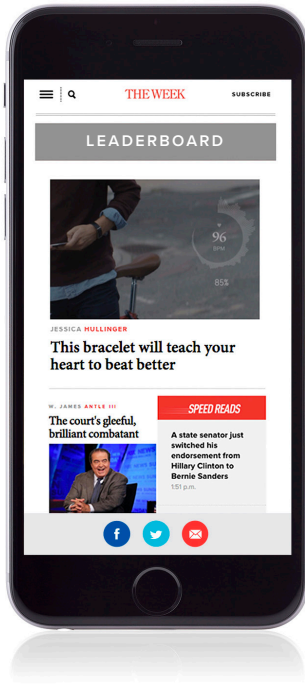 THE WEEK
SUBSCRIBE
LEADERBOARD
96
BPM
85%
JESSICA HULLINGER
This bracelet will teach your
heart to beat better
W. JAMES ANTLE III
The court's gleeful,
brilliant combatant
SPEED READS
A state senator just
switched his
endorsement from
Hillary Clinton to
Bernie Sanders
1:51 p.m.
f